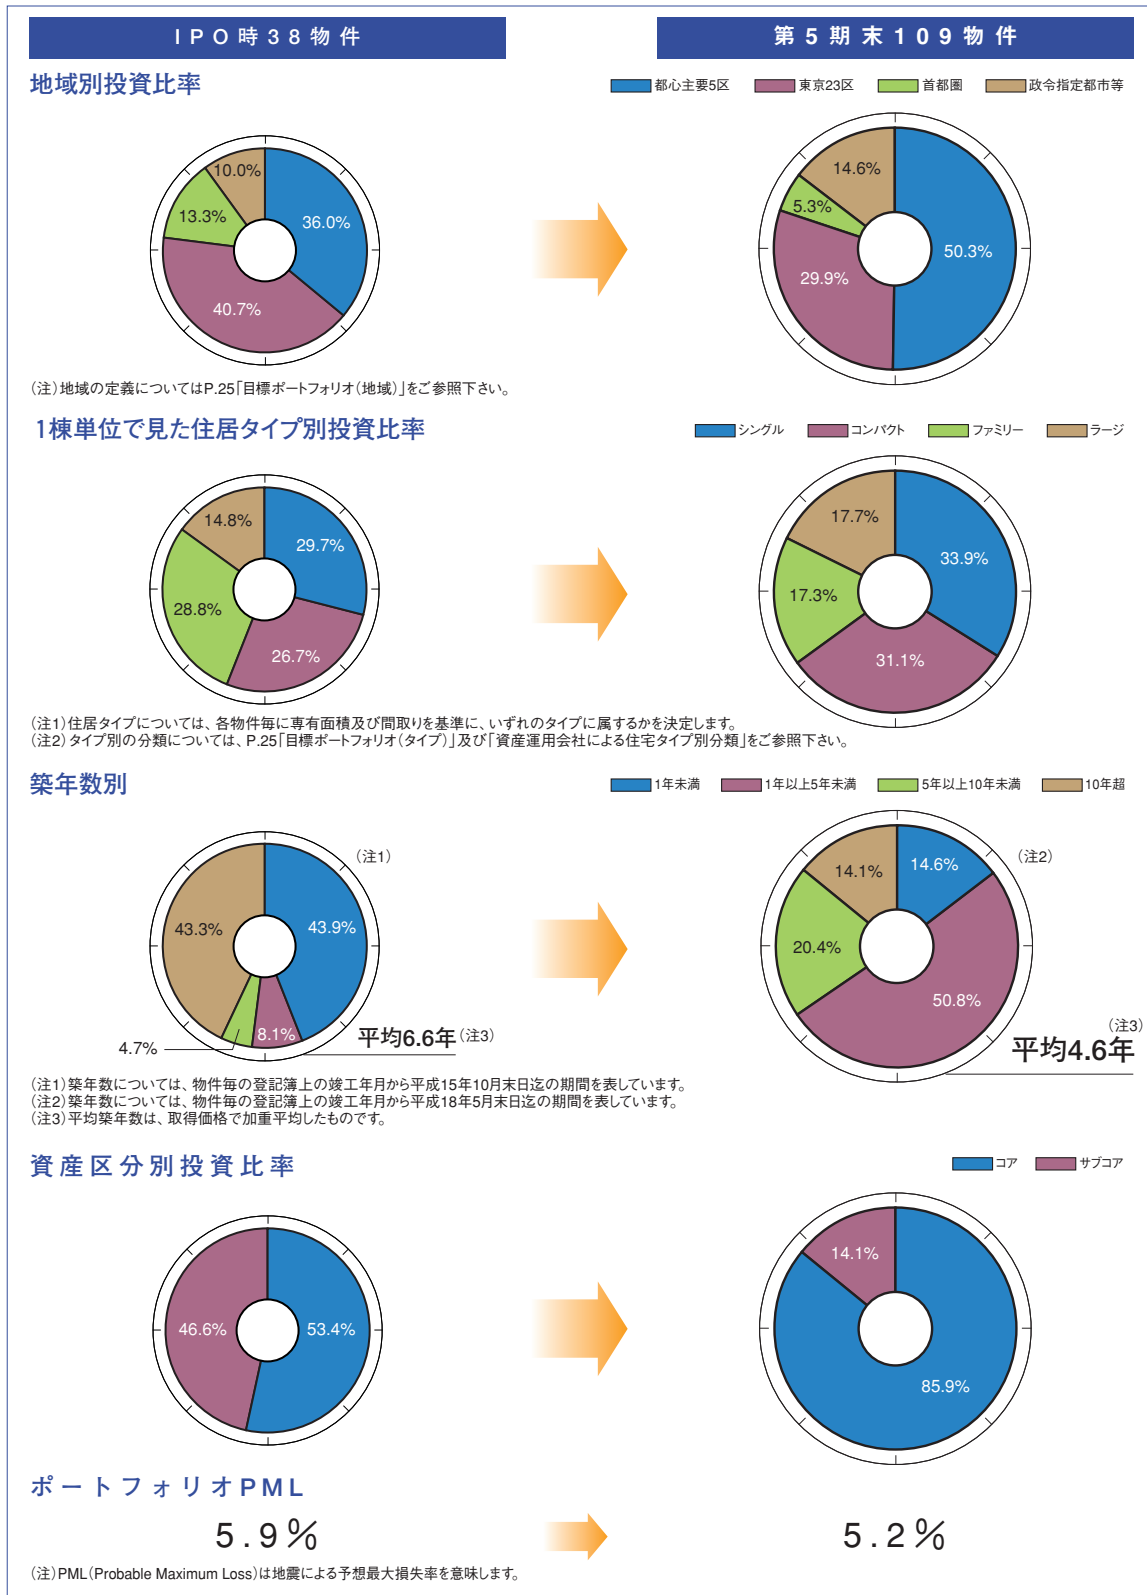 IPO時38物件
第5期末109物件
地域別投資比率
都心主要5区 東京23区 首都圏 政令指定都市等
10.0%
13.3%
36.0%
40.7%
14.6%
5.3%
50.3%
29.9%
(注)地域の定義についてはP.25「目標ポートフォリオ(地域)」をご参照下さい。
1棟単位で見た住居タイプ別投資比率
シングル コンパクト ファミリー ラージ
14.8%
29.7%
28.8%
26.7%
17.7%
33.9%
17.3%
31.1%
(注1)住居タイプについては、各物件毎に専有面積及び間取りを基準に、いずれのタイプに属するかを決定します。
(注2)タイプ別の分類については、P.25「目標ポートフォリオ(タイプ)」及び「資産運用会社による住宅タイプ別分類」をご参照下さい。
築年数別
1年未満 1年以上5年未満 5年以上10年未満 10年超
(注1)
43.3%
43.9%
8.1%
4.7%
平均6.6年(注3)
(注2)
14.1%
14.6%
20.4%
50.8%
(注3)
平均4.6年
(注1)築年数については、物件毎の登記簿上の竣工年月から平成15年10月末日迄の期間を表しています。
(注2)築年数については、物件毎の登記簿上の竣工年月から平成18年5月末日迄の期間を表しています。
(注3)平均築年数は、取得価格で加重平均したものです。
資産区分別投資比率
コア サブコア
46.6%
53.4%
14.1%
85.9%
ポートフォリオPML
5.9%
5.2%
(注)PML(Probable Maximum Loss)は地震による予想最大損失率を意味します。